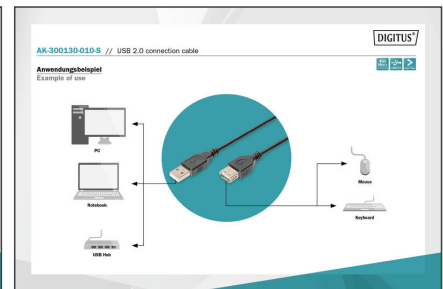 DIGITUS®
AK-300130-010-S // USB 2.0 connection cable
Anwendungsbeispiel
Example of use
PC
Notebook
USB Hub
Mouse
Keyboard